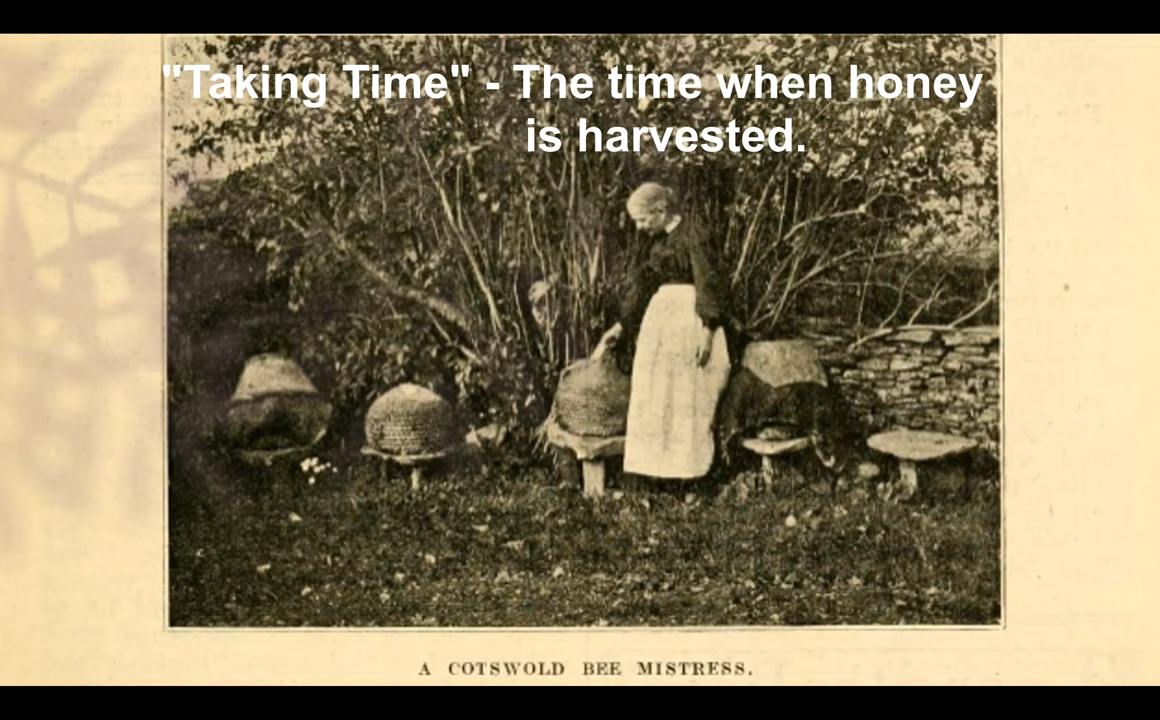 "Taking Time" - The time when honey
is harvested.
A COTSWOLD BEE MISTRESS.